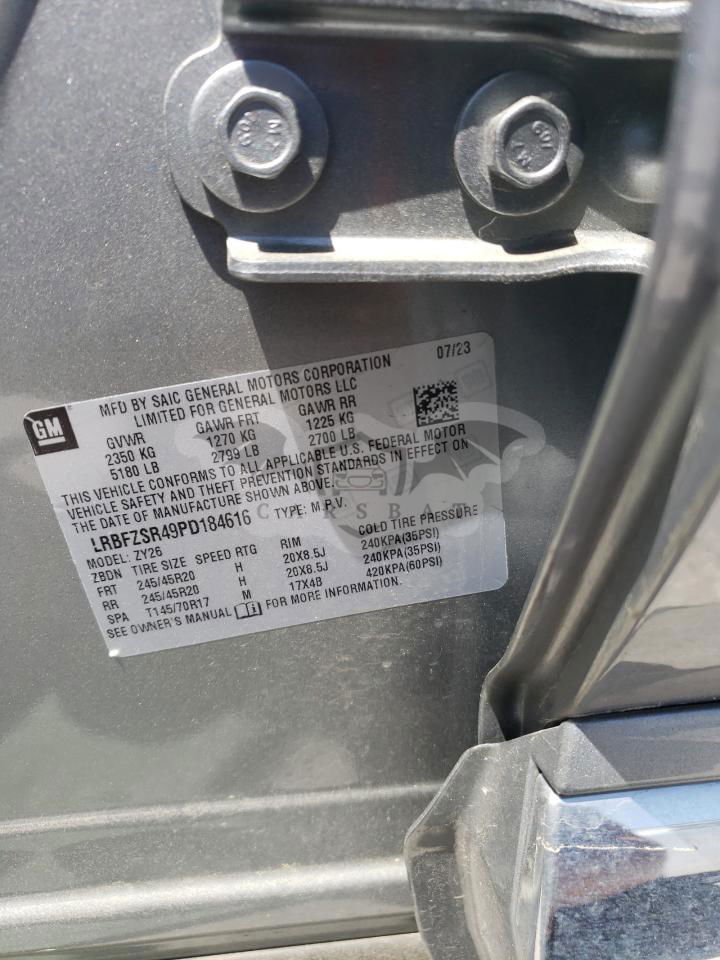 GM
MFD BY SAIC GENERAL MOTORS CORPORATION 07/23
LIMITED FOR GENERAL MOTORS LLC
GVWR GAWR FRT GAWR RR
2350 KG 1270 KG 1225 KG
5180 LB 2799 LB 2700 LB
THIS VEHICLE CONFORMS TO ALL APPLICABLE U.S. FEDERAL MOTOR
VEHICLE SAFETY AND THEFT PREVENTION STANDARDS IN EFFECT ON
THE DATE OF MANUFACTURE SHOWN ABOVE.
LRBFZSR49PD184616 TYPE: M.P.V.
MODEL: ZY26
ZBDN TIRE SIZE SPEED RTG RIM COLD TIRE PRESSURE
FRT 245/45R20 H 20X8.5J 240KPA(35PSI)
RR 245/45R20 H 20X8.5J 240KPA(35PSI)
SPA T145/70R17 M 17X4B 420KPA(60PSI)
SEE OWNER'S MANUAL FOR MORE INFORMATION.
CARSBAT